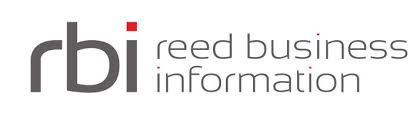 rbi reed business
information